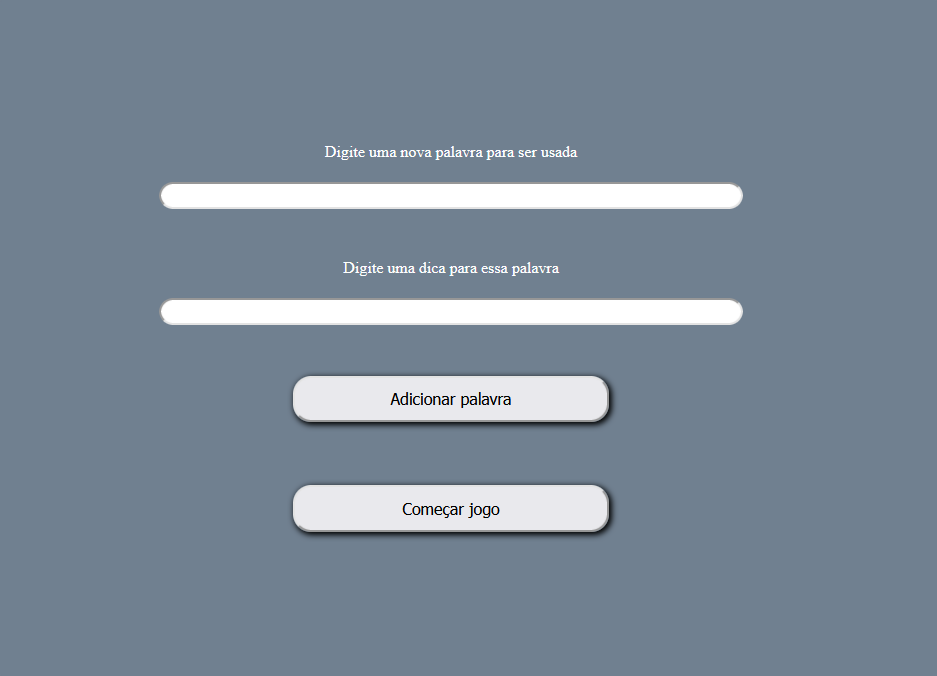 Digite uma nova palavra para ser usada
Digite uma dica para essa palavra
Adicionar palavra
Começar jogo